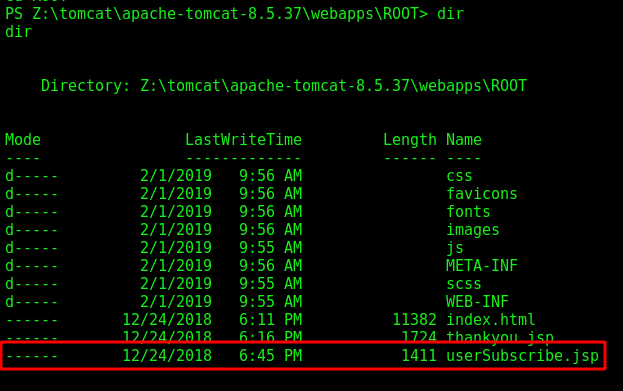 PS Z:\tomcat\apache-tomcat-8.5.37\webapps\ROOT> dir
dir
Directory: Z:\tomcat\apache-tomcat-8.5.37\webapps\ROOT
Mode LastWriteTime Length Name
---- ------------- ------ ----
d----- 2/1/2019 9:56 AM css
d----- 2/1/2019 9:56 AM favicons
d----- 2/1/2019 9:56 AM fonts
d----- 2/1/2019 9:56 AM images
d----- 2/1/2019 9:55 AM js
d----- 2/1/2019 9:56 AM META-INF
d----- 2/1/2019 9:55 AM scss
d----- 2/1/2019 9:55 AM WEB-INF
------ 12/24/2018 6:11 PM 11382 index.html
------ 12/24/2018 6:16 PM 1724 thankyou.jsp
------ 12/24/2018 6:45 PM 1411 userSubscribe.jsp